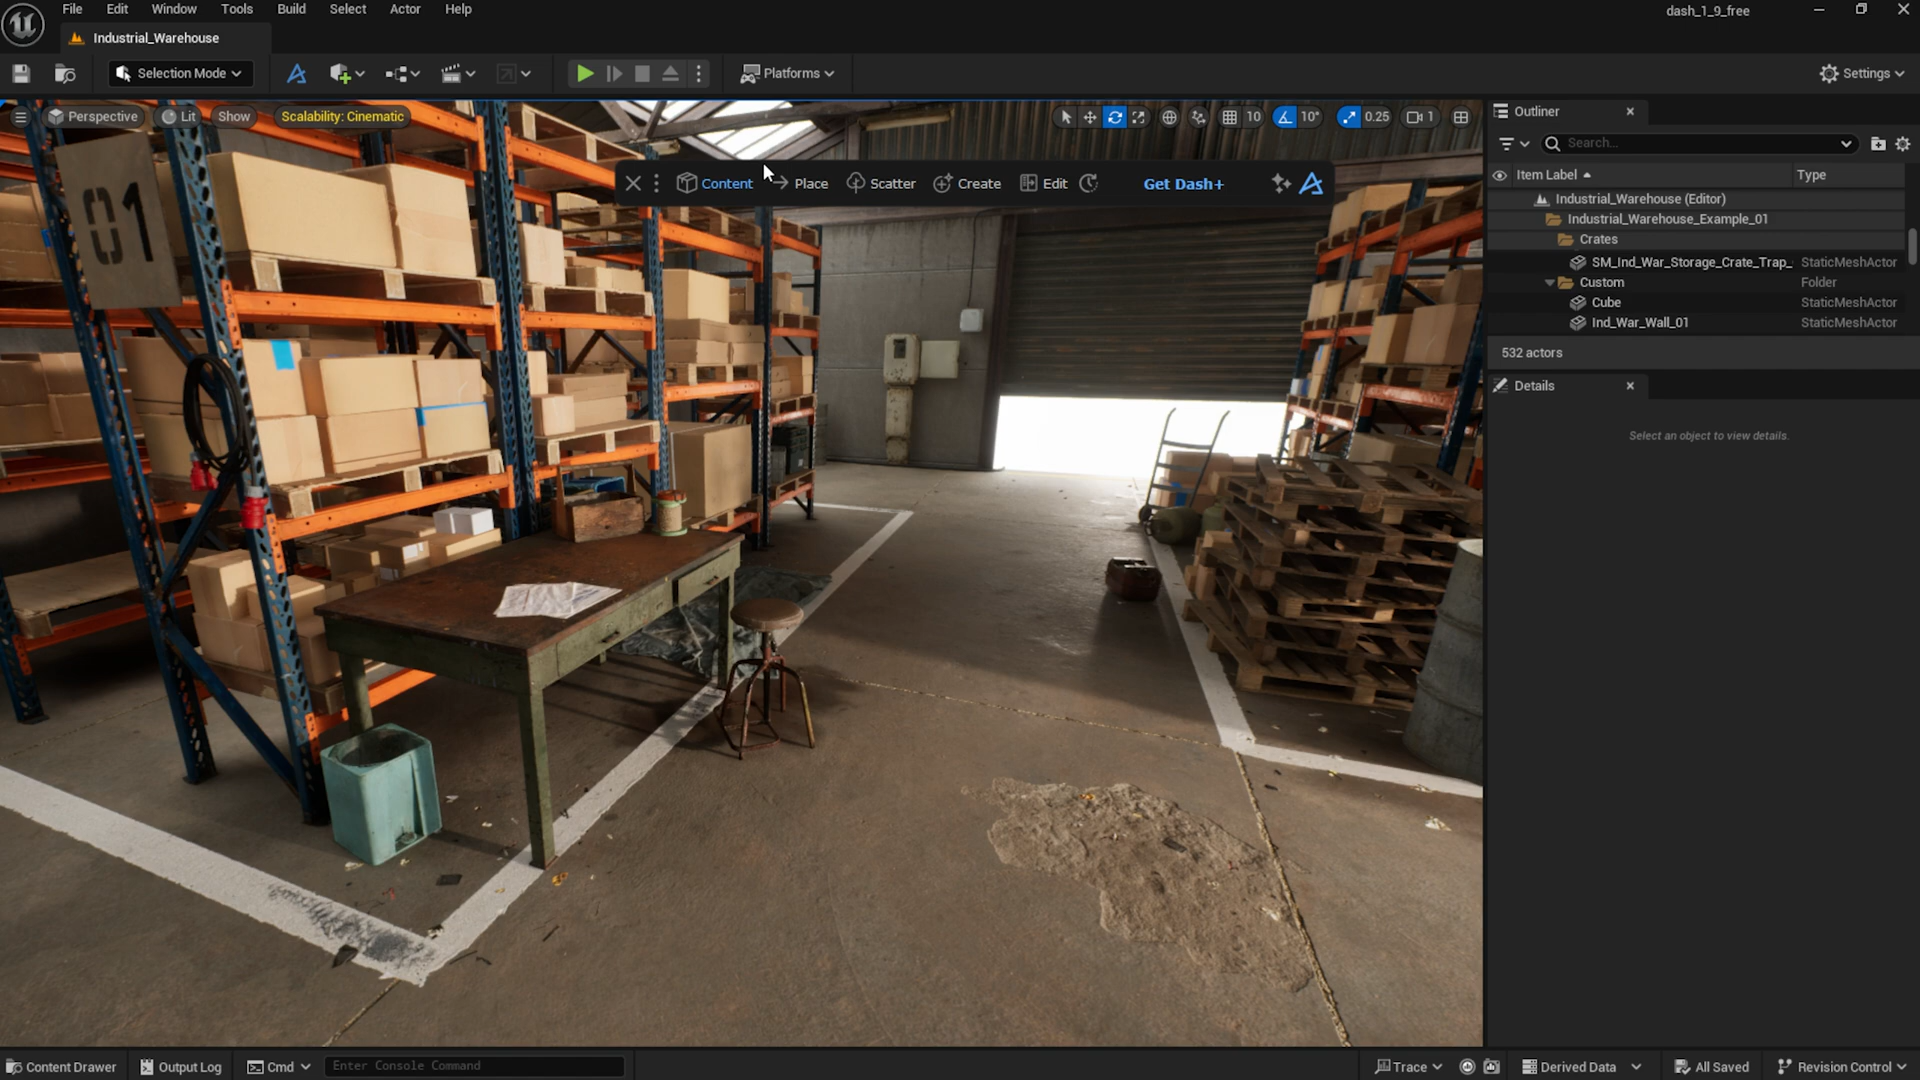 File Edit Window Tools Build Select Actor Help
dash_1_9_free
Industrial_Warehouse
Selection Mode
Platforms
Settings
Perspective Lit Show Scalability: Cinematic
10 10° 0.25 1
Outliner
Search...
Content Place Scatter Create Edit Get Dash+
Item Label Type
Industrial_Warehouse (Editor)
Industrial_Warehouse_Example_01
Crates
SM_Ind_War_Storage_Crate_Trap_ StaticMeshActor
Custom Folder
Cube StaticMeshActor
Ind_War_Wall_01 StaticMeshActor
532 actors
Details
Select an object to view details.
01
Content Drawer Output Log Cmd Enter Console Command
Trace Derived Data All Saved Revision Control